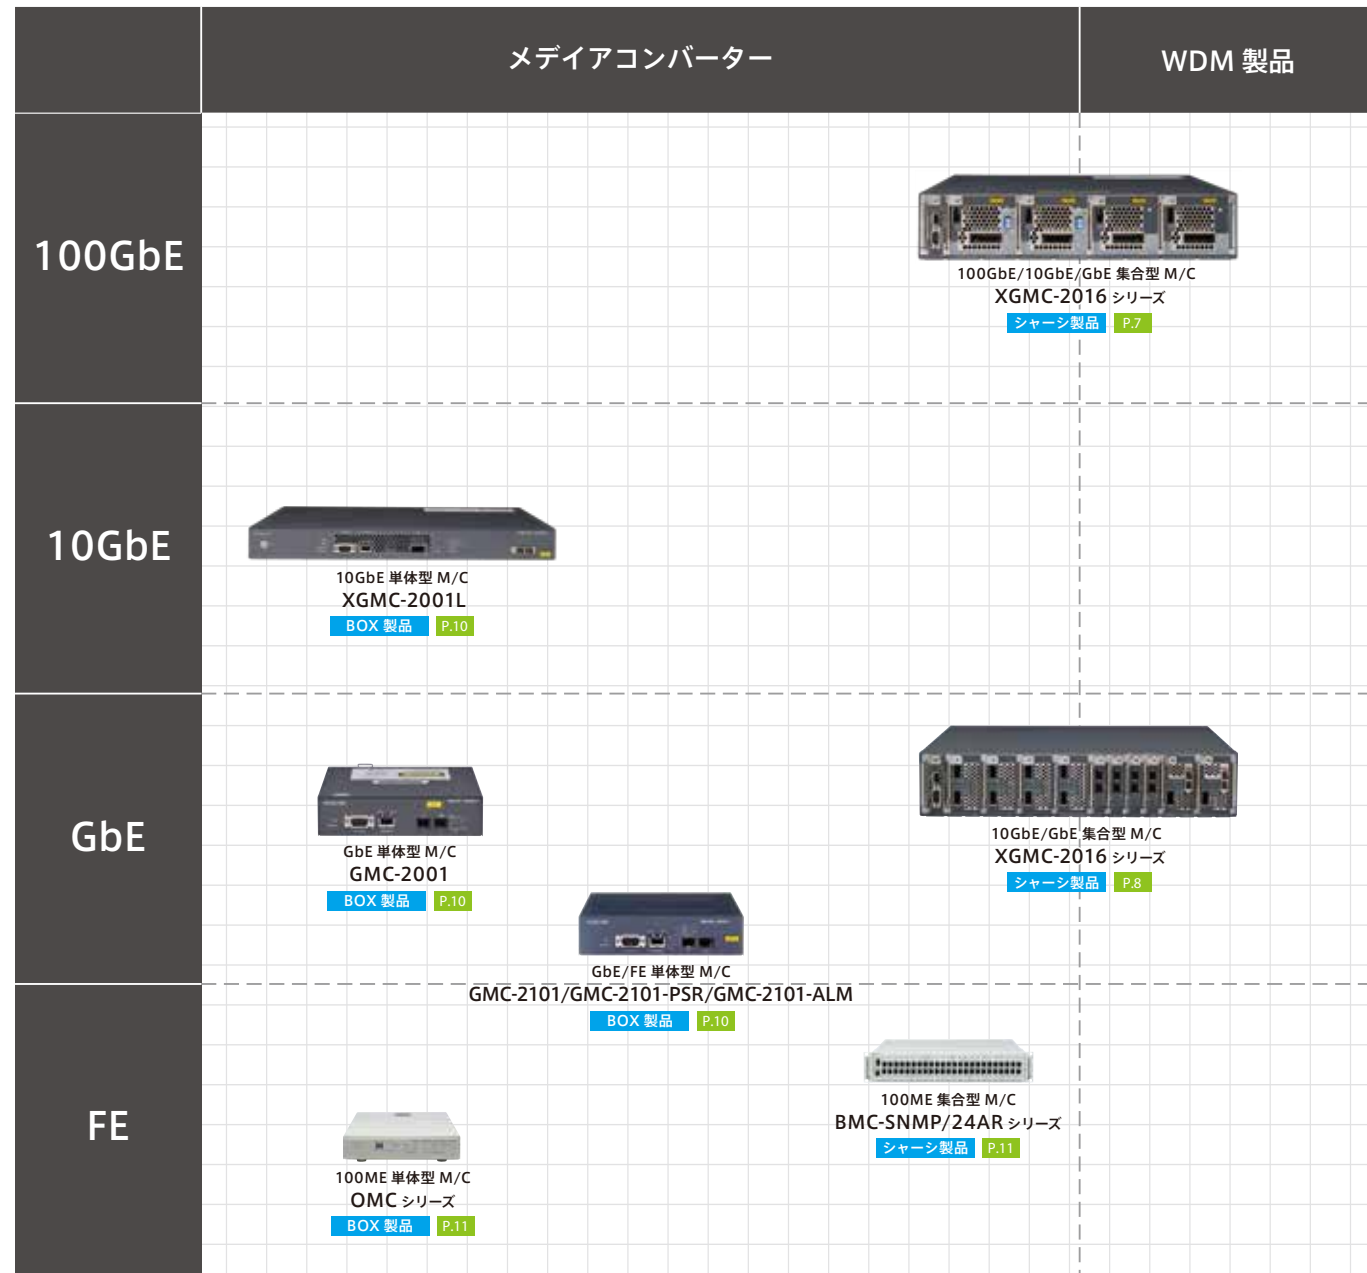 メデイアコンバーター
WDM 製品
100GbE
100GbE/10GbE/GbE 集合型 M/C
XGMC-2016 シリーズ
シャーシ製品 P.7
10GbE
10GbE 単体型 M/C
XGMC-2001L
BOX 製品 P.10
GbE
GbE 単体型 M/C
GMC-2001
BOX 製品 P.10
10GbE/GbE 集合型 M/C
XGMC-2016 シリーズ
シャーシ製品 P.8
GbE/FE 単体型 M/C
GMC-2101/GMC-2101-PSR/GMC-2101-ALM
BOX 製品 P.10
FE
100ME 集合型 M/C
BMC-SNMP/24AR シリーズ
シャーシ製品 P.11
100ME 単体型 M/C
OMC シリーズ
BOX 製品 P.11